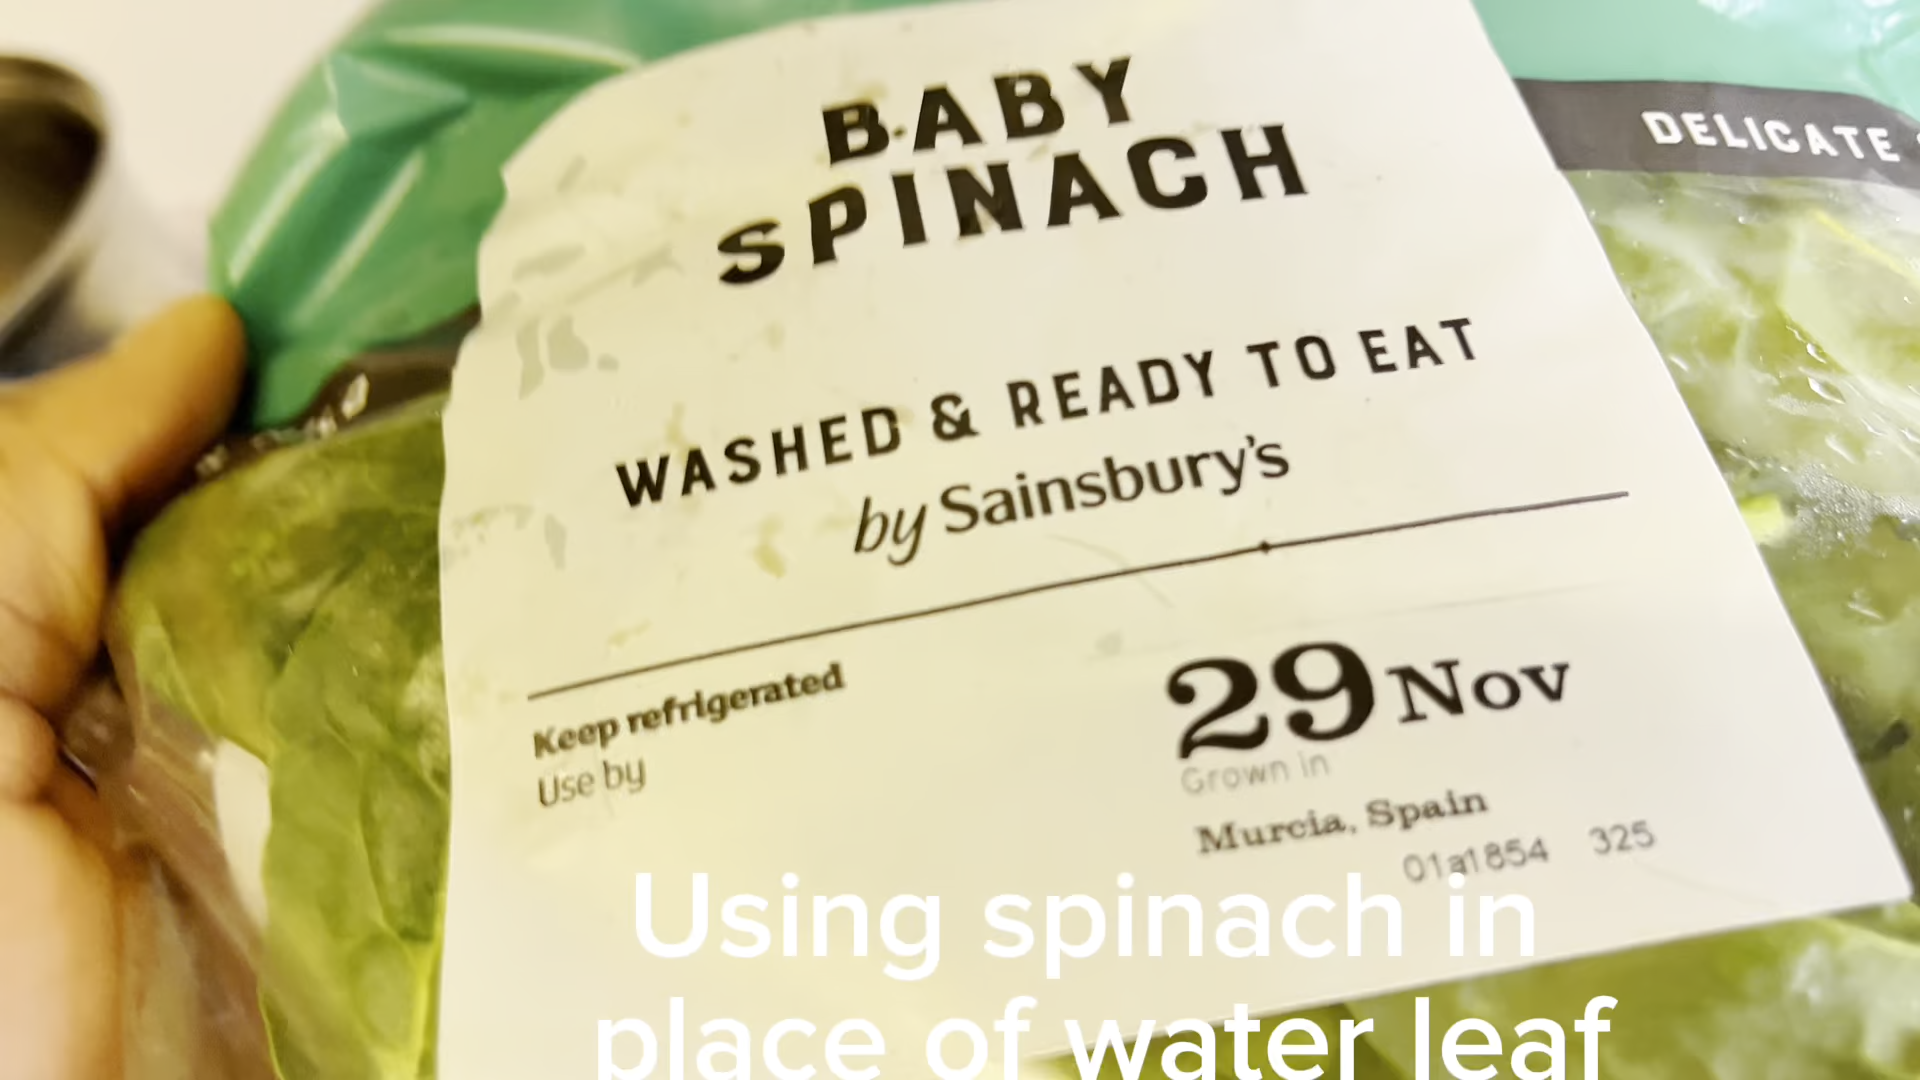 BABY
SPINACH
DELICATE
WASHED & READY TO EAT
by Sainsbury's
Keep refrigerated
Use by
29 Nov
Grown in
Murcia, Spain
01a1854 325
Using spinach in
place of water leaf